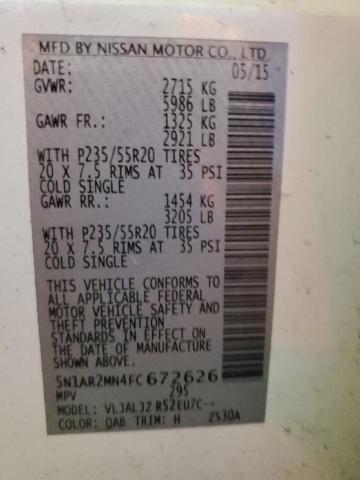 MFD BY NISSAN MOTOR CO., LTD.
DATE: 05/15
GVWR: 2715 KG
5986 LB
GAWR FR.: 1325 KG
2921 LB
WITH P235/55R20 TIRES
20 X 7.5 RIMS AT 35 PSI
COLD SINGLE
GAWR RR.: 1454 KG
3205 LB
WITH P235/55R20 TIRES
20 X 7.5 RIMS AT 35 PSI
COLD SINGLE
THIS VEHICLE CONFORMS TO
ALL APPLICABLE FEDERAL
MOTOR VEHICLE SAFETY AND
THEFT PREVENTION
STANDARDS IN EFFECT ON
THE DATE OF MANUFACTURE
SHOWN ABOVE.
5N1AR2MN4FC672626
MPV 295
MODEL: VLJALJZ R52EU7C--
COLOR: QAB TRIM: H 2S30A